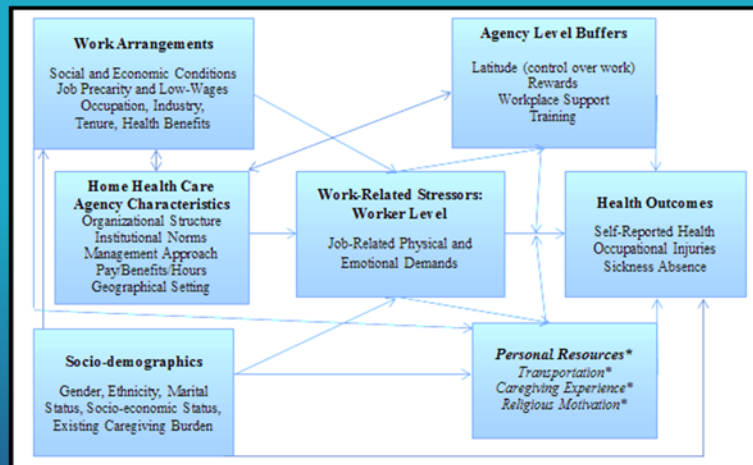 Work Arrangements
Social and Economic Conditions
Job Precarity and Low-Wages
Occupation, Industry,
Tenure, Health Benefits
Agency Level Buffers
Latitude (control over work)
Rewards
Workplace Support
Training
Home Health Care
Agency Characteristics
Organizational Structure
Institutional Norms
Management Approach
Pay/Benefits/Hours
Geographical Setting
Work-Related Stressors:
Worker Level
Job-Related Physical and
Emotional Demands
Health Outcomes
Self-Reported Health
Occupational Injuries
Sickness Absence
Socio-demographics
Gender, Ethnicity, Marital
Status, Socio-economic Status,
Existing Caregiving Burden
Personal Resources*
Transportation*
Caregiving Experience*
Religious Motivation*